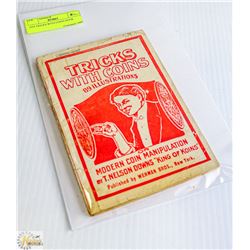 TRICKS
WITH COINS
119 ILLUSTRATIONS
MODERN COIN MANIPULATION
BY T. NELSON DOWNS "KING OF KOINS"
Published by WEHMAN BROS., New York.